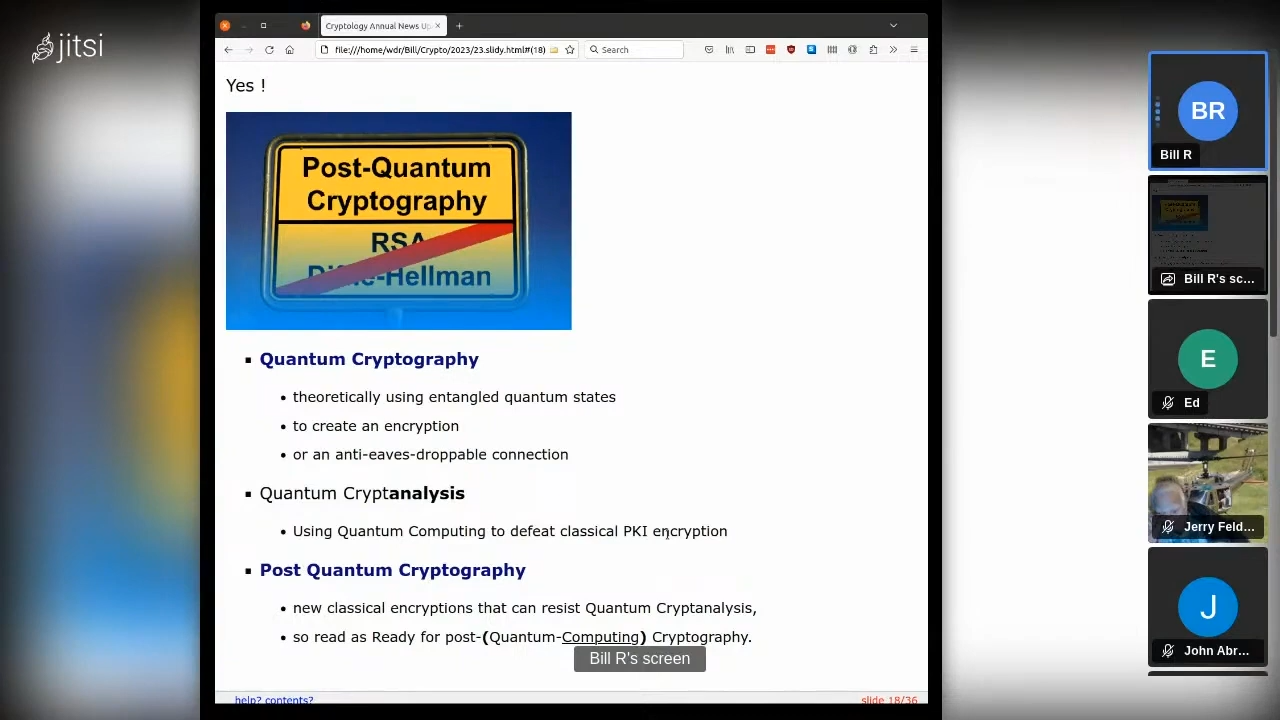 jitsi
Cryptology Annual News Up
file:///home/wdr/Bill/Crypto/2023/23.slidy.html#(18)
Search
Yes !
Post-Quantum
Cryptography
RSA
Diffie-Hellman
Quantum Cryptography
theoretically using entangled quantum states
to create an encryption
or an anti-eaves-droppable connection
Quantum Cryptanalysis
Using Quantum Computing to defeat classical PKI encryption
Post Quantum Cryptography
new classical encryptions that can resist Quantum Cryptanalysis,
so read as Ready for post-(Quantum-Computing) Cryptography.
Bill R's screen
help? contents?
slide 18/36
BR
Bill R
Bill R's sc...
E
Ed
Jerry Feld...
J
John Abr...